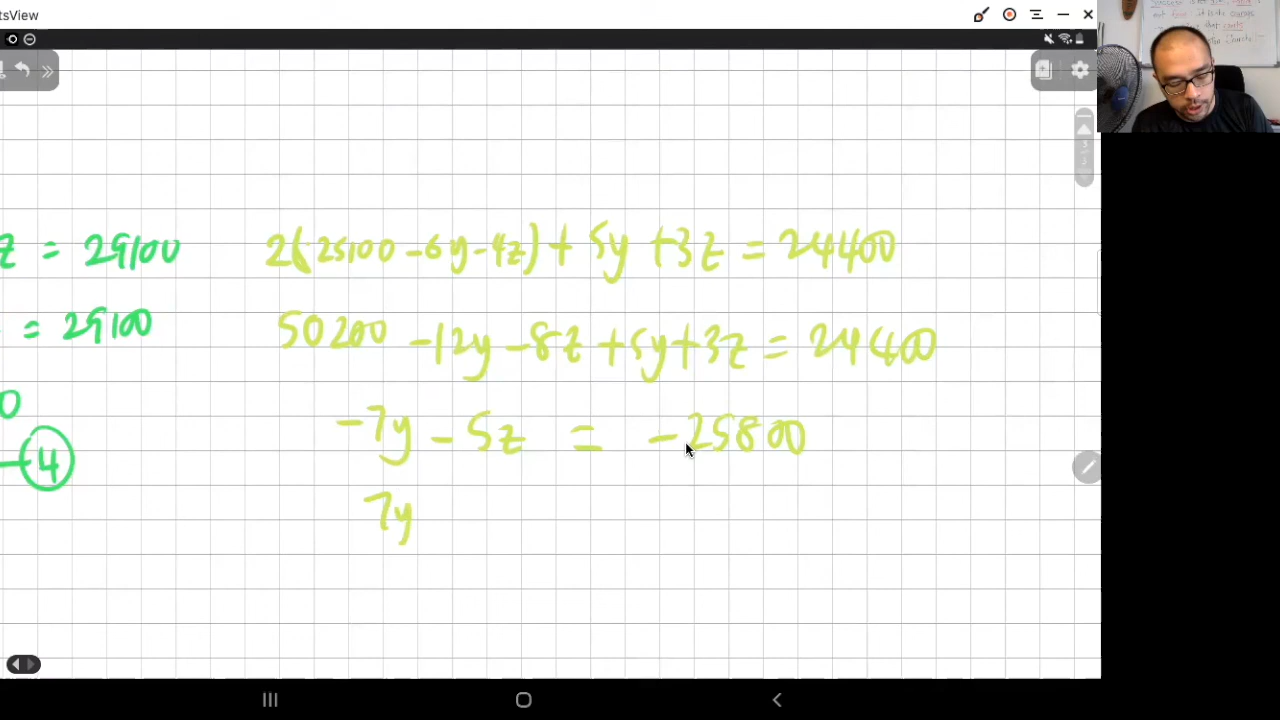 tsView
z = 29100
2(25100 -6y-4z) + 5y +3z = 24400
= 29100
50200 -12y -8z +5y+3z = 24400
0
-7y - 5z = -25800
4
7y